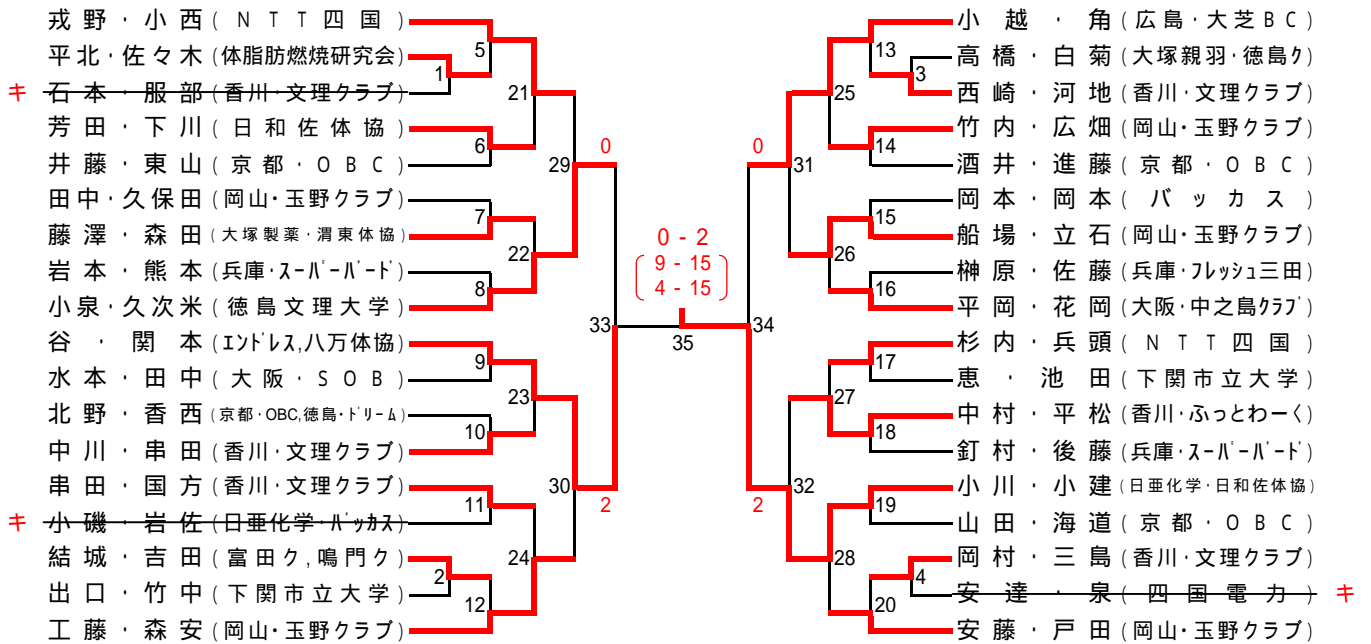 戎野・小西(NTT四国)
5
平北・佐々木(体脂肪燃焼研究会)
1
キ 石本・服部(香川・文理クラブ)
21
芳田・下川(日和佐体協)
6
井藤・東山(京都・OBC)
29
0
田中・久保田(岡山・玉野クラブ)
7
藤澤・森田(大塚製薬・渭東体協)
22
岩本・熊本(兵庫・スーパーバード)
8
小泉・久次米(徳島文理大学)
33
谷・関本(エンドレス,八万体協)
9
水本・田中(大阪・SOB)
23
北野・香西(京都・OBC,徳島・ドリーム)
10
中川・串田(香川・文理クラブ)
30
2
串田・国方(香川・文理クラブ)
11
キ 小磯・岩佐(日亜化学・バッカス)
24
結城・吉田(富田ク,鳴門ク)
2
出口・竹中(下関市立大学)
12
工藤・森安(岡山・玉野クラブ)
0 - 2
9 - 15
4 - 15
35
小越・角(広島・大芝BC)
13
高橋・白菊(大塚親羽・徳島ク)
3
西崎・河地(香川・文理クラブ)
25
竹内・広畑(岡山・玉野クラブ)
14
酒井・進藤(京都・OBC)
0
31
岡本・岡本(バッカス)
15
船場・立石(岡山・玉野クラブ)
26
榊原・佐藤(兵庫・フレッシュ三田)
16
平岡・花岡(大阪・中之島クラブ)
34
杉内・兵頭(NTT四国)
17
恵・池田(下関市立大学)
27
中村・平松(香川・ふっとわーく)
18
釘村・後藤(兵庫・スーパーバード)
2
32
小川・小建(日亜化学・日和佐体協)
19
山田・海道(京都・OBC)
28
岡村・三島(香川・文理クラブ)
4
安達・泉(四国電力) キ
20
安藤・戸田(岡山・玉野クラブ)